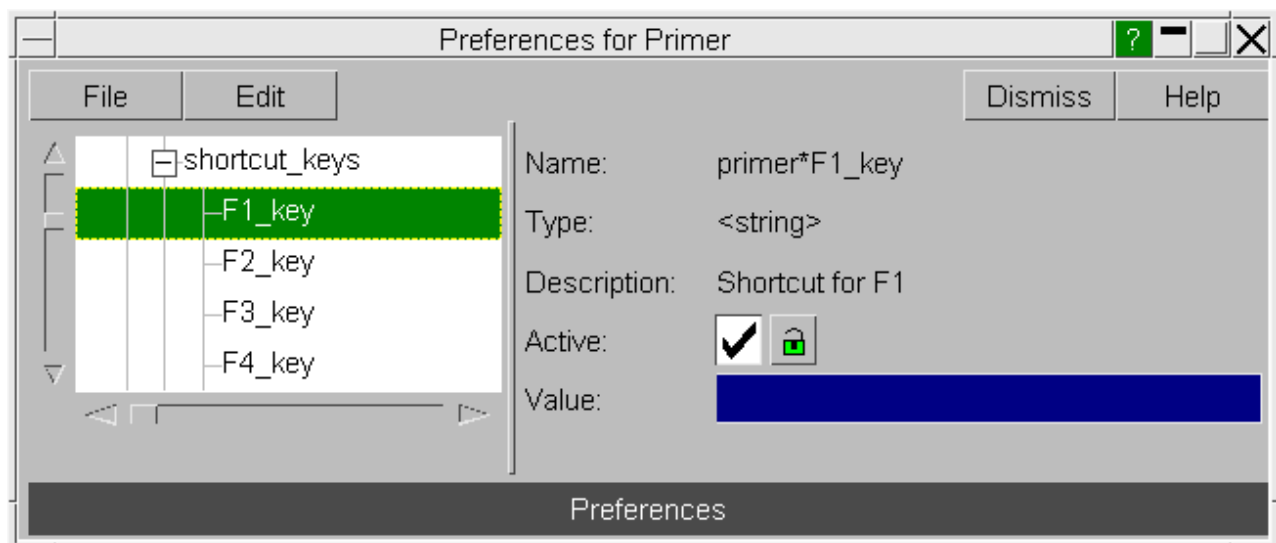 Preferences for Primer ?
File Edit Dismiss Help
shortcut_keys
F1_key
F2_key
F3_key
F4_key
Name: primer*F1_key
Type: <string>
Description: Shortcut for F1
Active:
Value:
Preferences